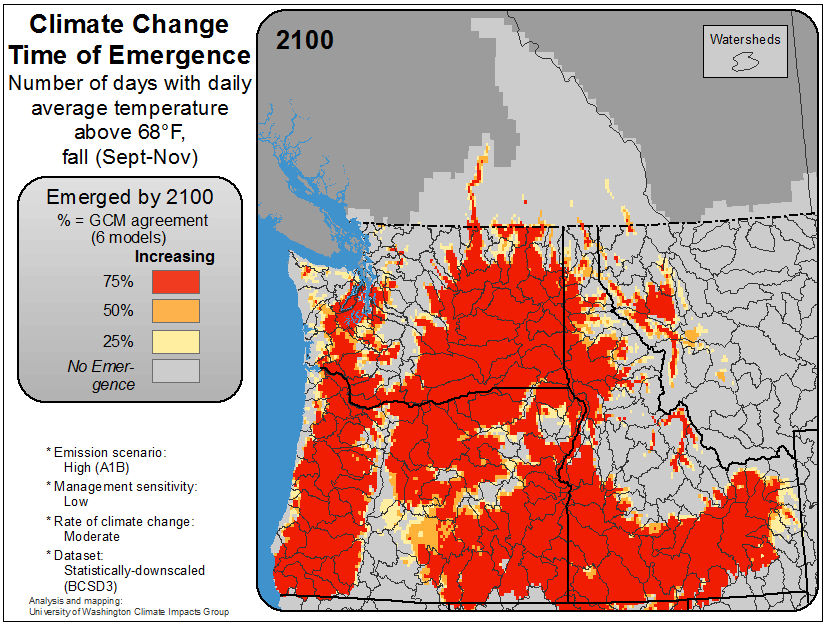 Climate Change
Time of Emergence
Number of days with daily
average temperature
above 68°F,
fall (Sept-Nov)
Emerged by 2100
% = GCM agreement
(6 models)
Increasing
75%
50%
25%
No Emer-
gence
* Emission scenario:
High (A1B)
* Management sensitivity:
Low
* Rate of climate change:
Moderate
* Dataset:
Statistically-downscaled
(BCSD3)
Analysis and mapping:
University of Washington Climate Impacts Group
2100
Watersheds